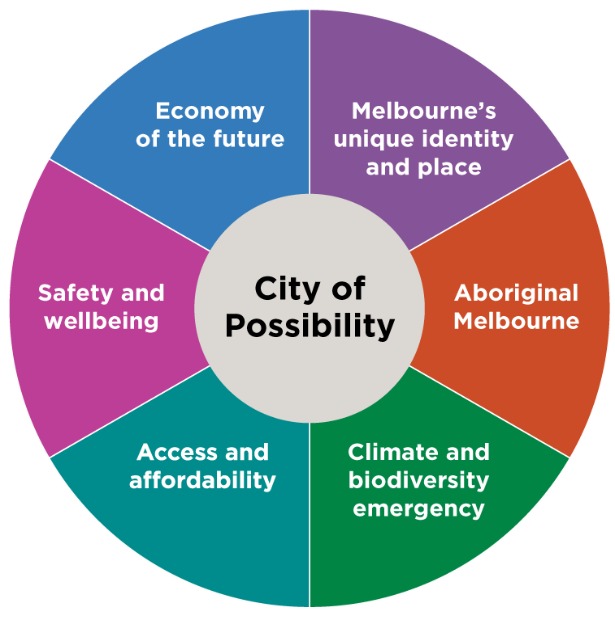 Economy
of the future
Melbourne’s
unique identity
and place
Safety and
wellbeing
City of
Possibility
Aboriginal
Melbourne
Access and
affordability
Climate and
biodiversity
emergency